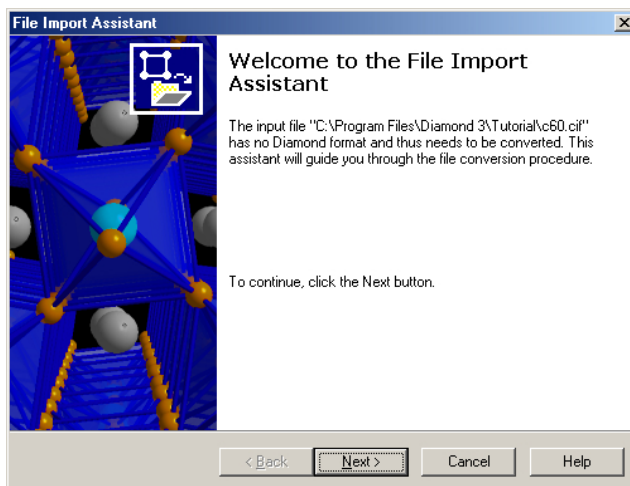 File Import Assistant
Welcome to the File Import
Assistant
The input file "C:\Program Files\Diamond 3\Tutorial\c60.cif"
has no Diamond format and thus needs to be converted. This
assistant will guide you through the file conversion procedure.
To continue, click the Next button.
< Back Next > Cancel Help